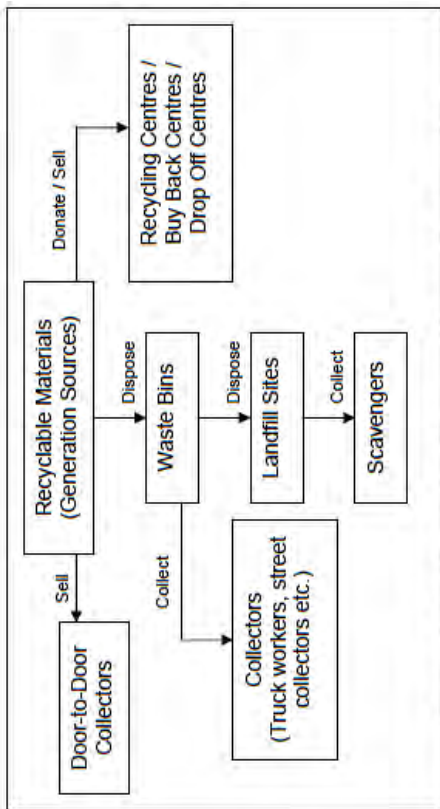 Recyclable Materials
(Generation Sources)
Sell
Donate / Sell
Door-to-Door
Collectors
Dispose
Recycling Centres /
Buy Back Centres /
Drop Off Centres
Waste Bins
Collect
Dispose
Collectors
(Truck workers, street
collectors etc.)
Landfill Sites
Collect
Scavengers